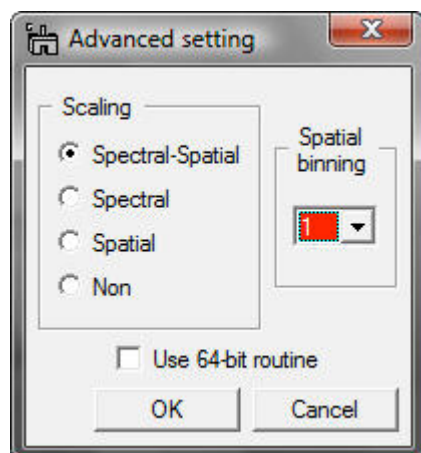 Advanced setting
Scaling
Spectral-Spatial
Spectral
Spatial
Non
Spatial
binning
1
Use 64-bit routine
OK
Cancel